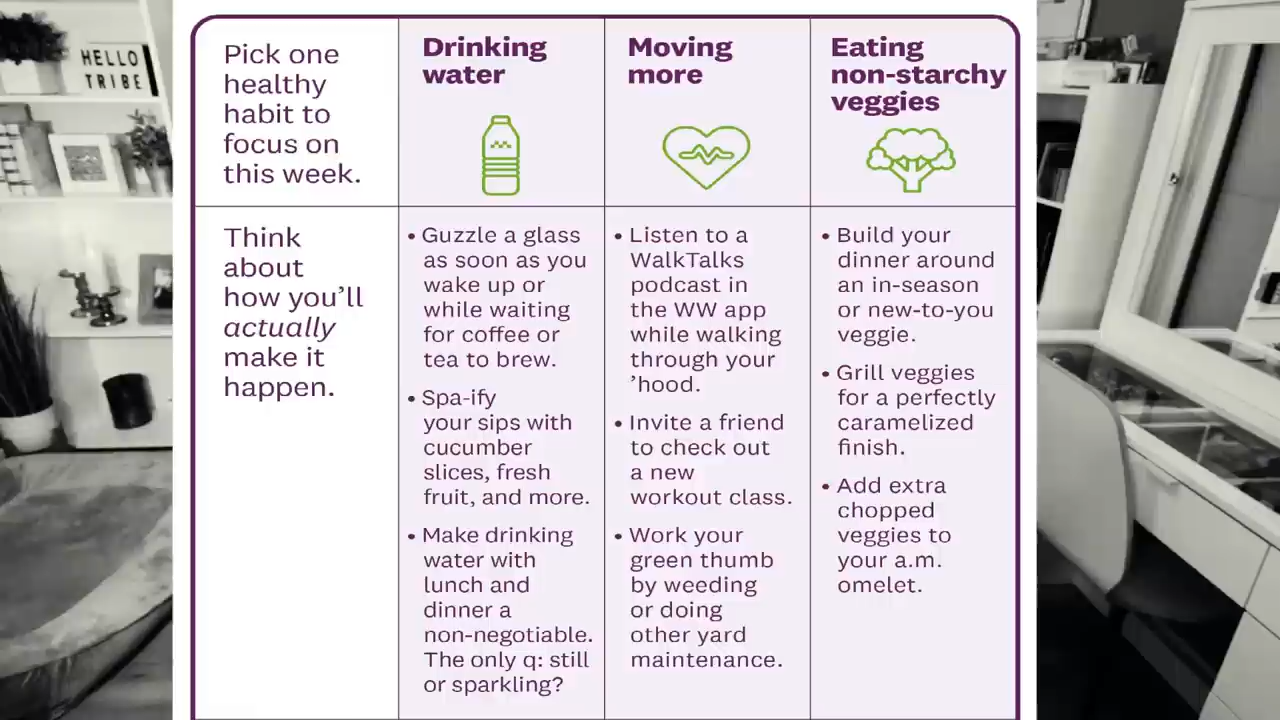 HELLO
TRIBE
Pick one
healthy
habit to
focus on
this week.
Drinking
water
Moving
more
Eating
non-starchy
veggies
Think
about
how you’ll
actually
make it
happen.
• Guzzle a glass
as soon as you
wake up or
while waiting
for coffee or
tea to brew.
• Spa-ify
your sips with
cucumber
slices, fresh
fruit, and more.
• Make drinking
water with
lunch and
dinner a
non-negotiable.
The only q: still
or sparkling?
• Listen to a
WalkTalks
podcast in
the WW app
while walking
through your
’hood.
• Invite a friend
to check out
a new
workout class.
• Work your
green thumb
by weeding
or doing
other yard
maintenance.
• Build your
dinner around
an in-season
or new-to-you
veggie.
• Grill veggies
for a perfectly
caramelized
finish.
• Add extra
chopped
veggies to
your a.m.
omelet.